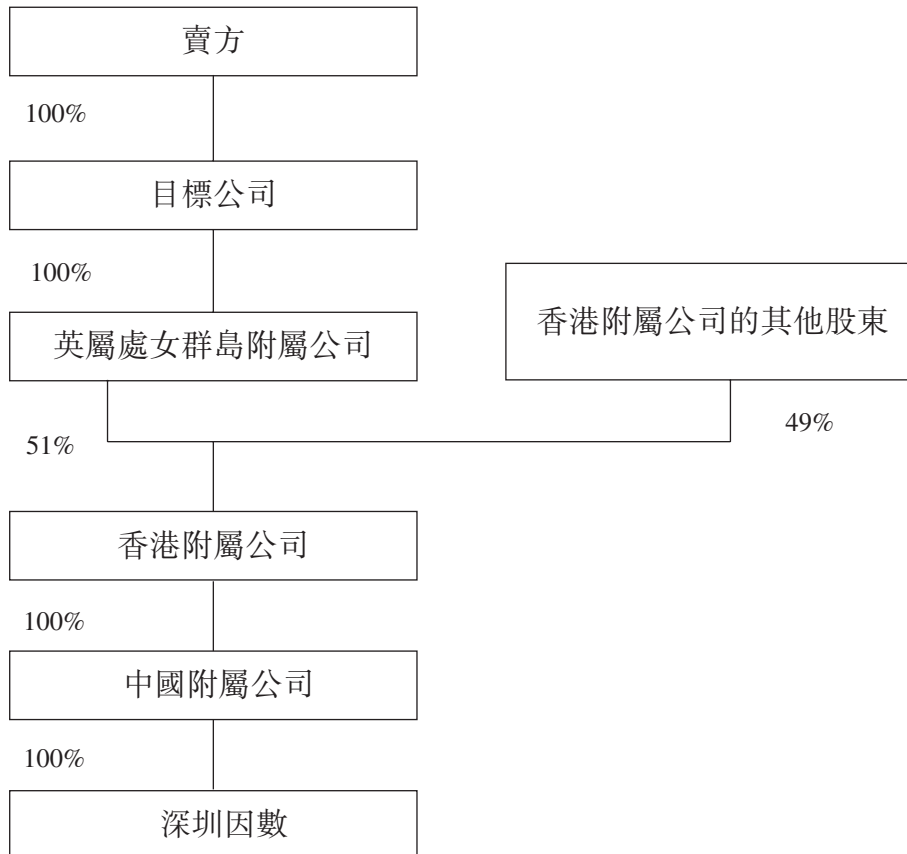 賣方
100%
目標公司
100%
英屬處女群島附屬公司
香港附屬公司的其他股東
51%
49%
香港附屬公司
100%
中國附屬公司
100%
深圳因數